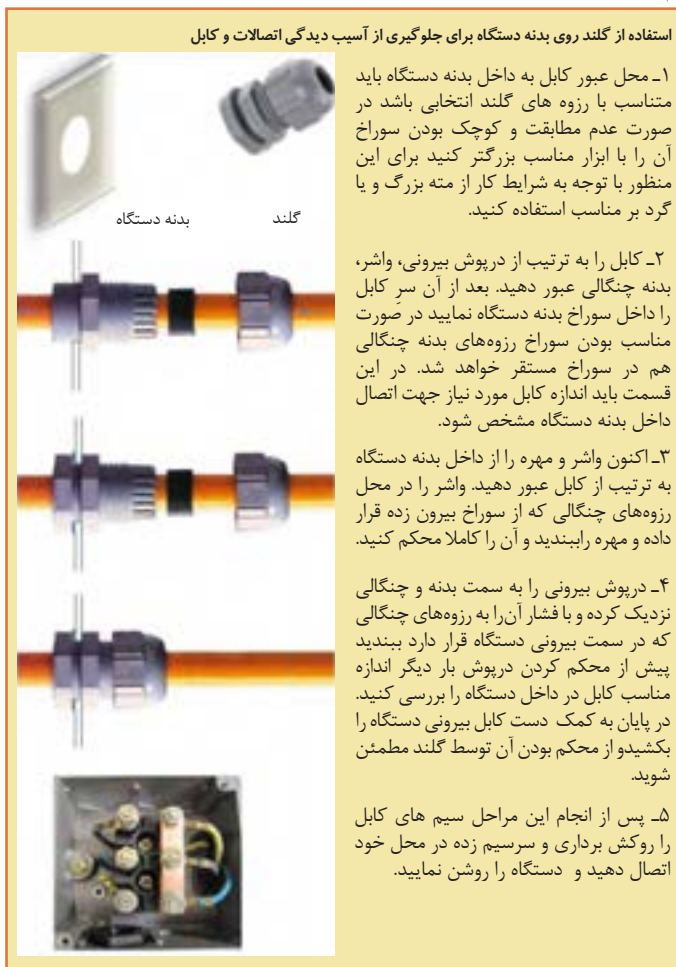 استفاده از گلند روی بدنه دستگاه برای جلوگیری از آسیب دیدگی اتصالات و کابل
۱ـ محل عبور کابل به داخل بدنه دستگاه باید
متناسب با رزوه های گلند انتخابی باشد در
صورت عدم مطابقت و کوچک بودن سوراخ
آن را با ابزار مناسب بزرگتر کنید برای این
منظور با توجه به شرایط کار از مته بزرگ و یا
گرد بر مناسب استفاده کنید.
گلند
بدنه دستگاه
۲ـ کابل را به ترتیب از درپوش بیرونی، واشر،
بدنه چنگالی عبور دهید. بعد از آن سرِ کابل
را داخل سوراخ بدنه دستگاه نمایید در صورت
مناسب بودن سوراخ رزوه‌های بدنه چنگالی
هم در سوراخ مستقر خواهد شد. در این
قسمت باید اندازه کابل مورد نیاز جهت اتصال
داخل بدنه دستگاه مشخص شود.
۳ـ اکنون واشر و مهره را از داخل بدنه دستگاه
به ترتیب از کابل عبور دهید. واشر را در محل
رزوه‌های چنگالی که از سوراخ بیرون زده قرار
داده و مهره راببندید و آن را کاملا محکم کنید.
۴ـ درپوش بیرونی را به سمت بدنه و چنگالی
نزدیک کرده و با فشار آن‌را به رزوه‌های چنگالی
که در سمت بیرونی دستگاه قرار دارد ببندید
پیش از محکم کردن درپوش بار دیگر اندازه
مناسب کابل در داخل دستگاه را بررسی کنید.
در پایان به کمک دست کابل بیرونی دستگاه را
بکشیدو از محکم بودن آن توسط گلند مطمئن
شوید.
۵ـ پس از انجام این مراحل سیم های کابل
را روکش برداری و سرسیم زده در محل خود
اتصال دهید و دستگاه را روشن نمایید.